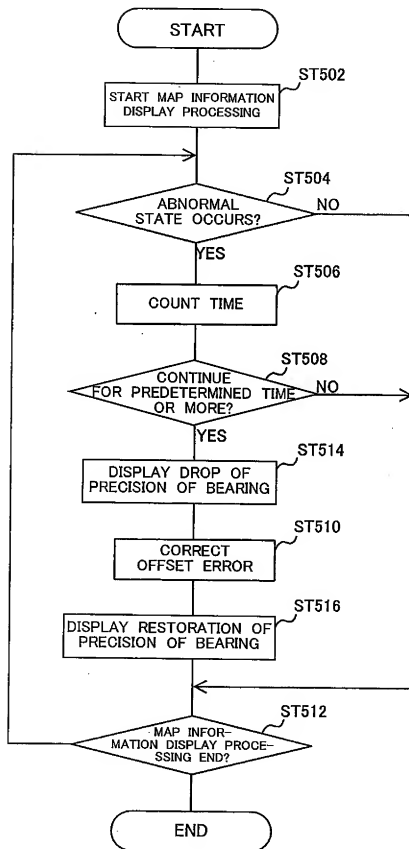 START
ST502
START MAP INFORMATION
DISPLAY PROCESSING
ST504
ABNORMAL
STATE OCCURS?
NO
YES
ST506
COUNT TIME
ST508
CONTINUE
FOR PREDETERMINED TIME
OR MORE?
NO
YES
ST514
DISPLAY DROP OF
PRECISION OF BEARING
ST510
CORRECT
OFFSET ERROR
ST516
DISPLAY RESTORATION OF
PRECISION OF BEARING
ST512
MAP INFOR-
MATION DISPLAY PROCE-
SSING END?
END